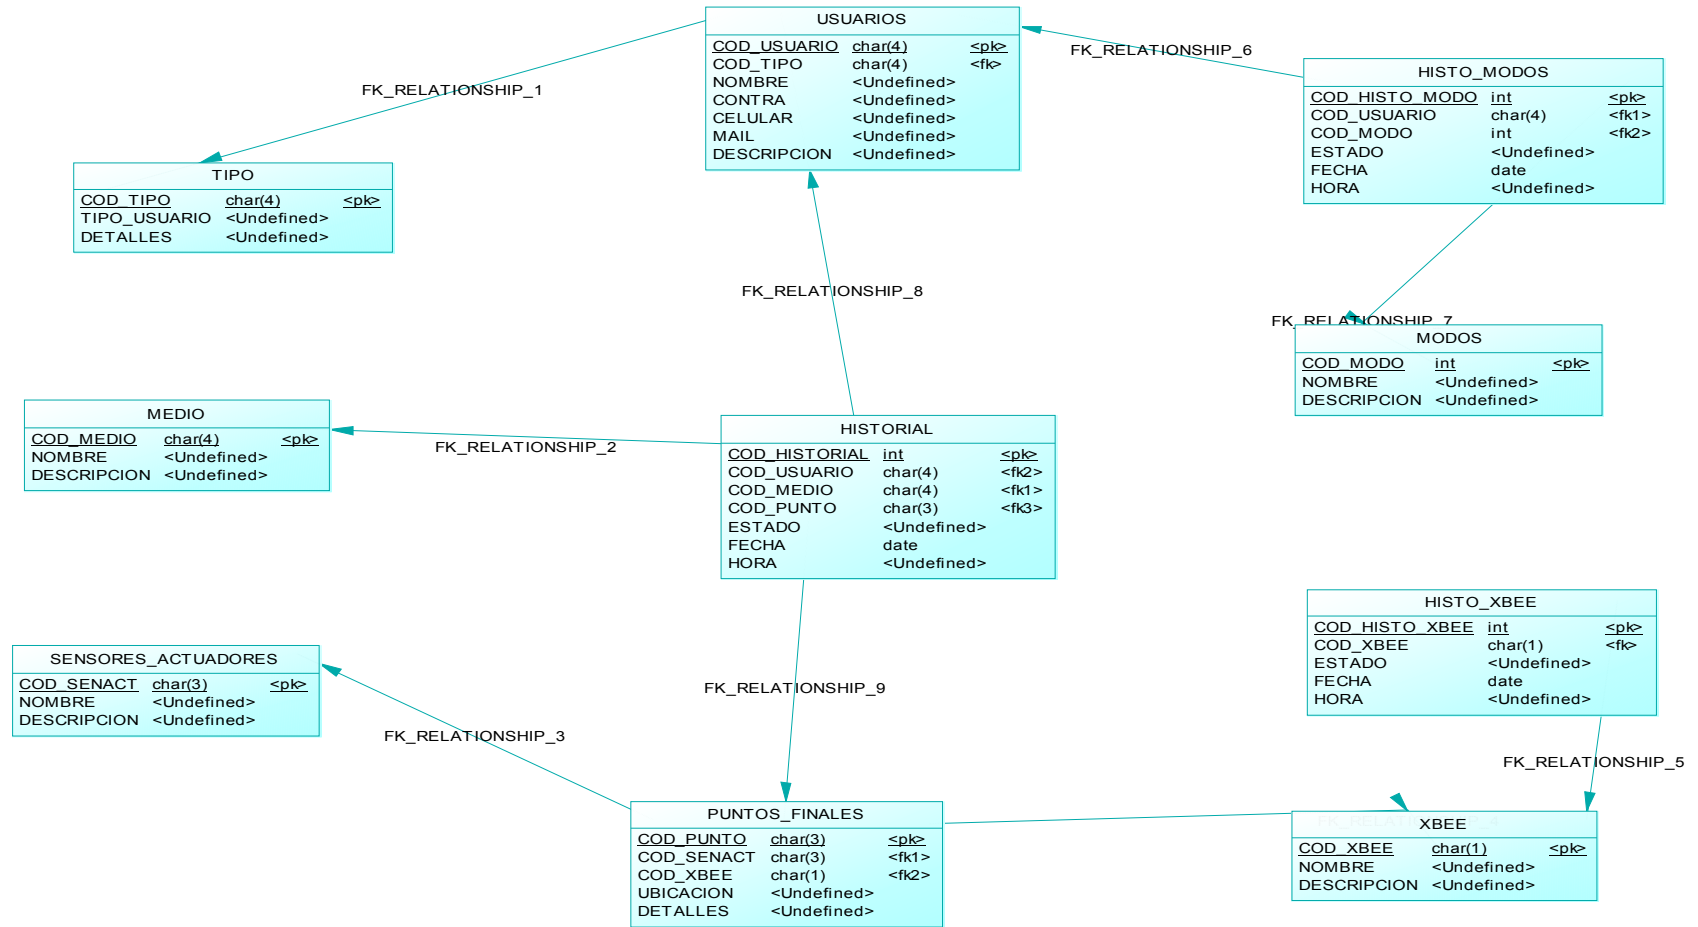 USUARIOS
COD_USUARIO char(4) <pk>
COD_TIPO char(4) <fk>
NOMBRE <Undefined>
CONTRA <Undefined>
CELULAR <Undefined>
MAIL <Undefined>
DESCRIPCION <Undefined>
FK_RELATIONSHIP_6
HISTO_MODOS
COD_HISTO_MODO int <pk>
COD_USUARIO char(4) <fk1>
COD_MODO int <fk2>
ESTADO <Undefined>
FECHA date
HORA <Undefined>
FK_RELATIONSHIP_1
TIPO
COD_TIPO char(4) <pk>
TIPO_USUARIO <Undefined>
DETALLES <Undefined>
FK_RELATIONSHIP_8
FK_RELATIONSHIP_7
MODOS
COD_MODO int <pk>
NOMBRE <Undefined>
DESCRIPCION <Undefined>
MEDIO
COD_MEDIO char(4) <pk>
NOMBRE <Undefined>
DESCRIPCION <Undefined>
FK_RELATIONSHIP_2
HISTORIAL
COD_HISTORIAL int <pk>
COD_USUARIO char(4) <fk2>
COD_MEDIO char(4) <fk1>
COD_PUNTO char(3) <fk3>
ESTADO <Undefined>
FECHA date
HORA <Undefined>
HISTO_XBEE
COD_HISTO_XBEE int <pk>
COD_XBEE char(1) <fk>
ESTADO <Undefined>
FECHA date
HORA <Undefined>
SENSORES_ACTUADORES
COD_SENACT char(3) <pk>
NOMBRE <Undefined>
DESCRIPCION <Undefined>
FK_RELATIONSHIP_9
FK_RELATIONSHIP_3
FK_RELATIONSHIP_5
PUNTOS_FINALES
COD_PUNTO char(3) <pk>
COD_SENACT char(3) <fk1>
COD_XBEE char(1) <fk2>
UBICACION <Undefined>
DETALLES <Undefined>
FK_RELATIONSHIP_4
XBEE
COD_XBEE char(1) <pk>
NOMBRE <Undefined>
DESCRIPCION <Undefined>